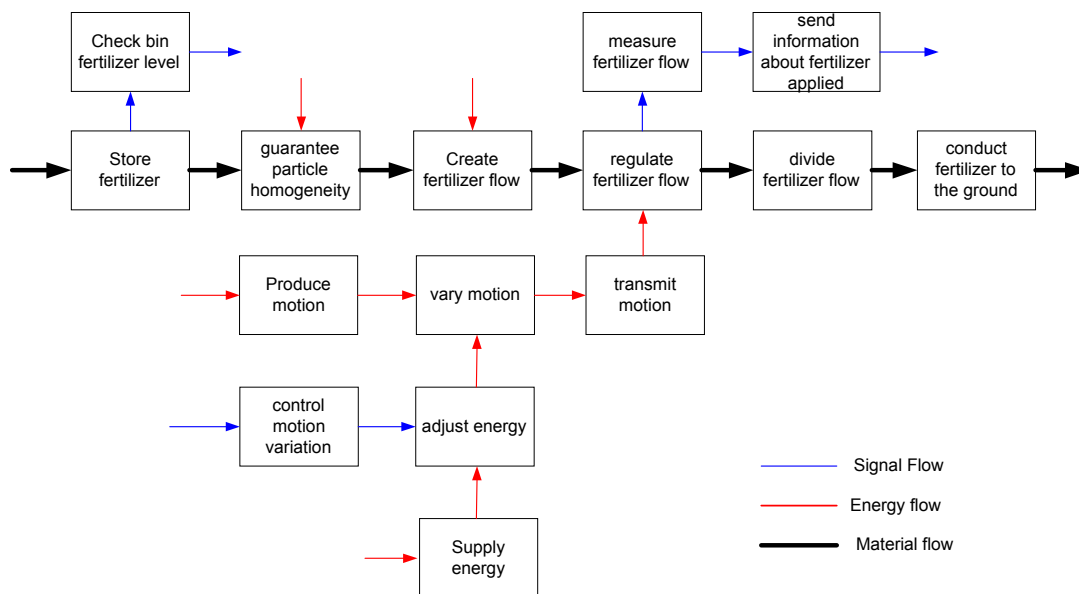 Check bin
fertilizer level
measure
fertilizer flow
send
information
about fertilizer
applied
Store
fertilizer
guarantee
particle
homogeneity
Create
fertilizer flow
regulate
fertilizer flow
divide
fertilizer flow
conduct
fertilizer to
the ground
Produce
motion
vary motion
transmit
motion
control
motion
variation
adjust energy
Supply
energy
Signal Flow
Energy flow
Material flow